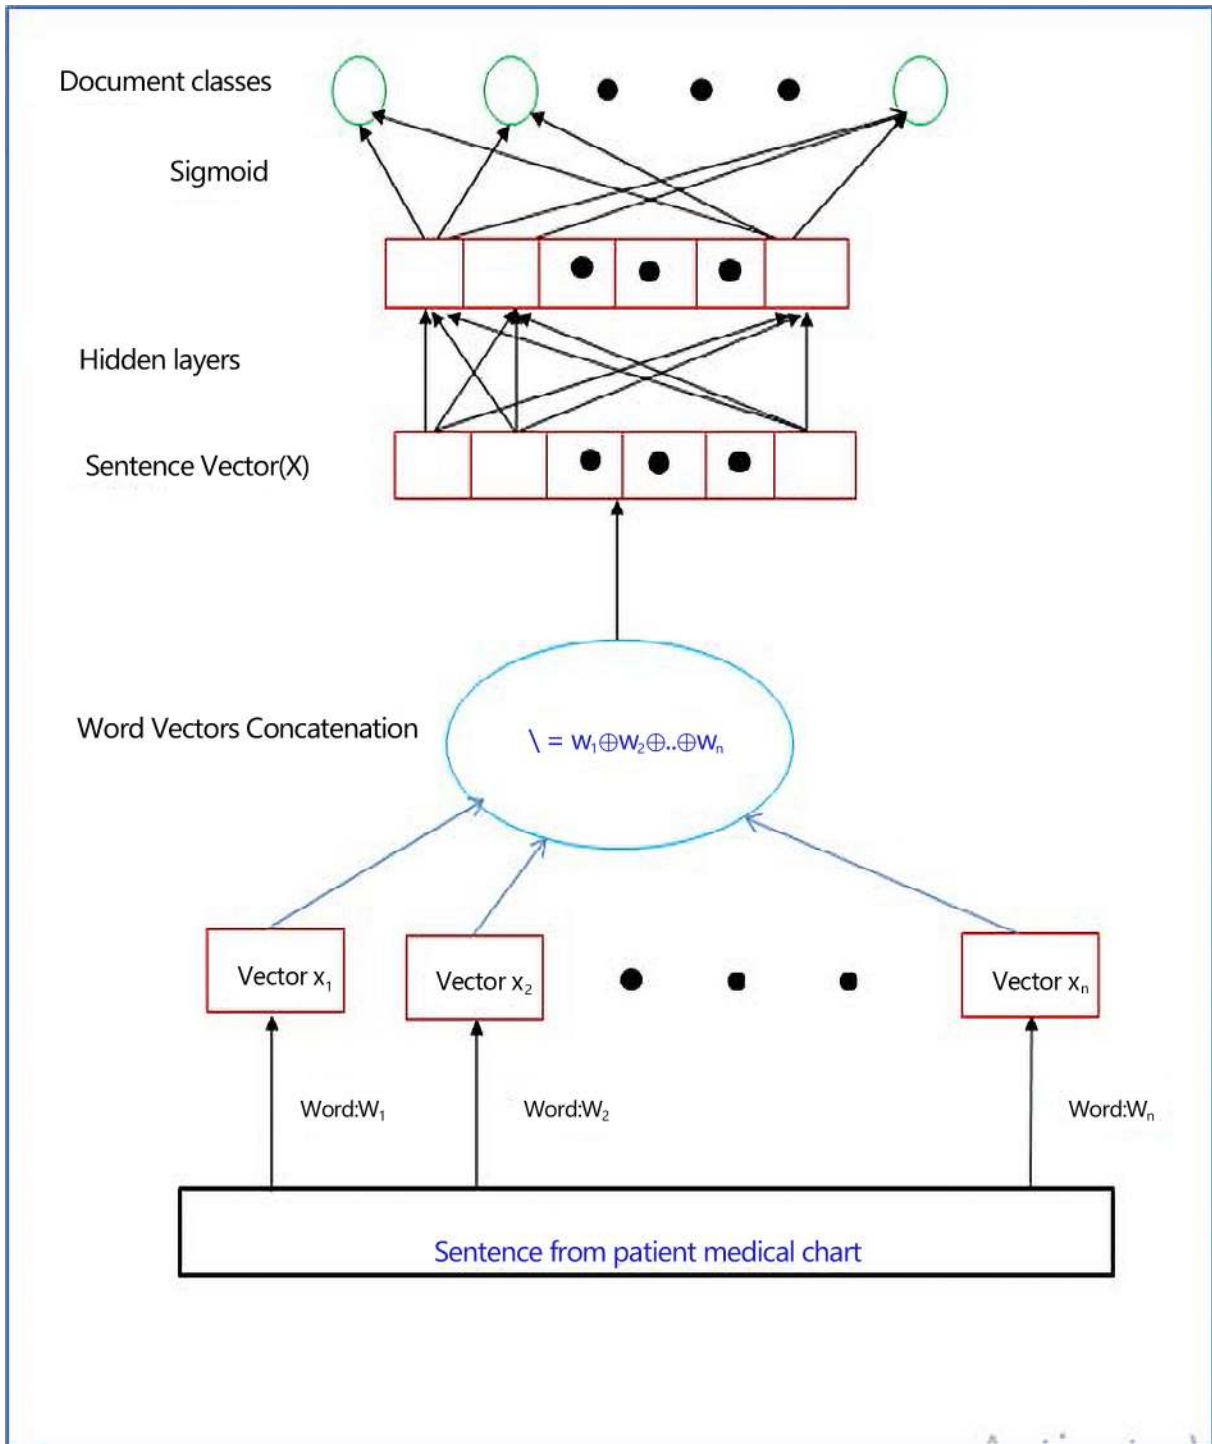 Document classes
Sigmoid
Hidden layers
Sentence Vector(X)
Word Vectors Concatenation
\ = w₁⊕w₂⊕..⊕wₙ
Vector x₁
Vector x₂
Vector xₙ
Word:W₁
Word:W₂
Word:Wₙ
Sentence from patient medical chart